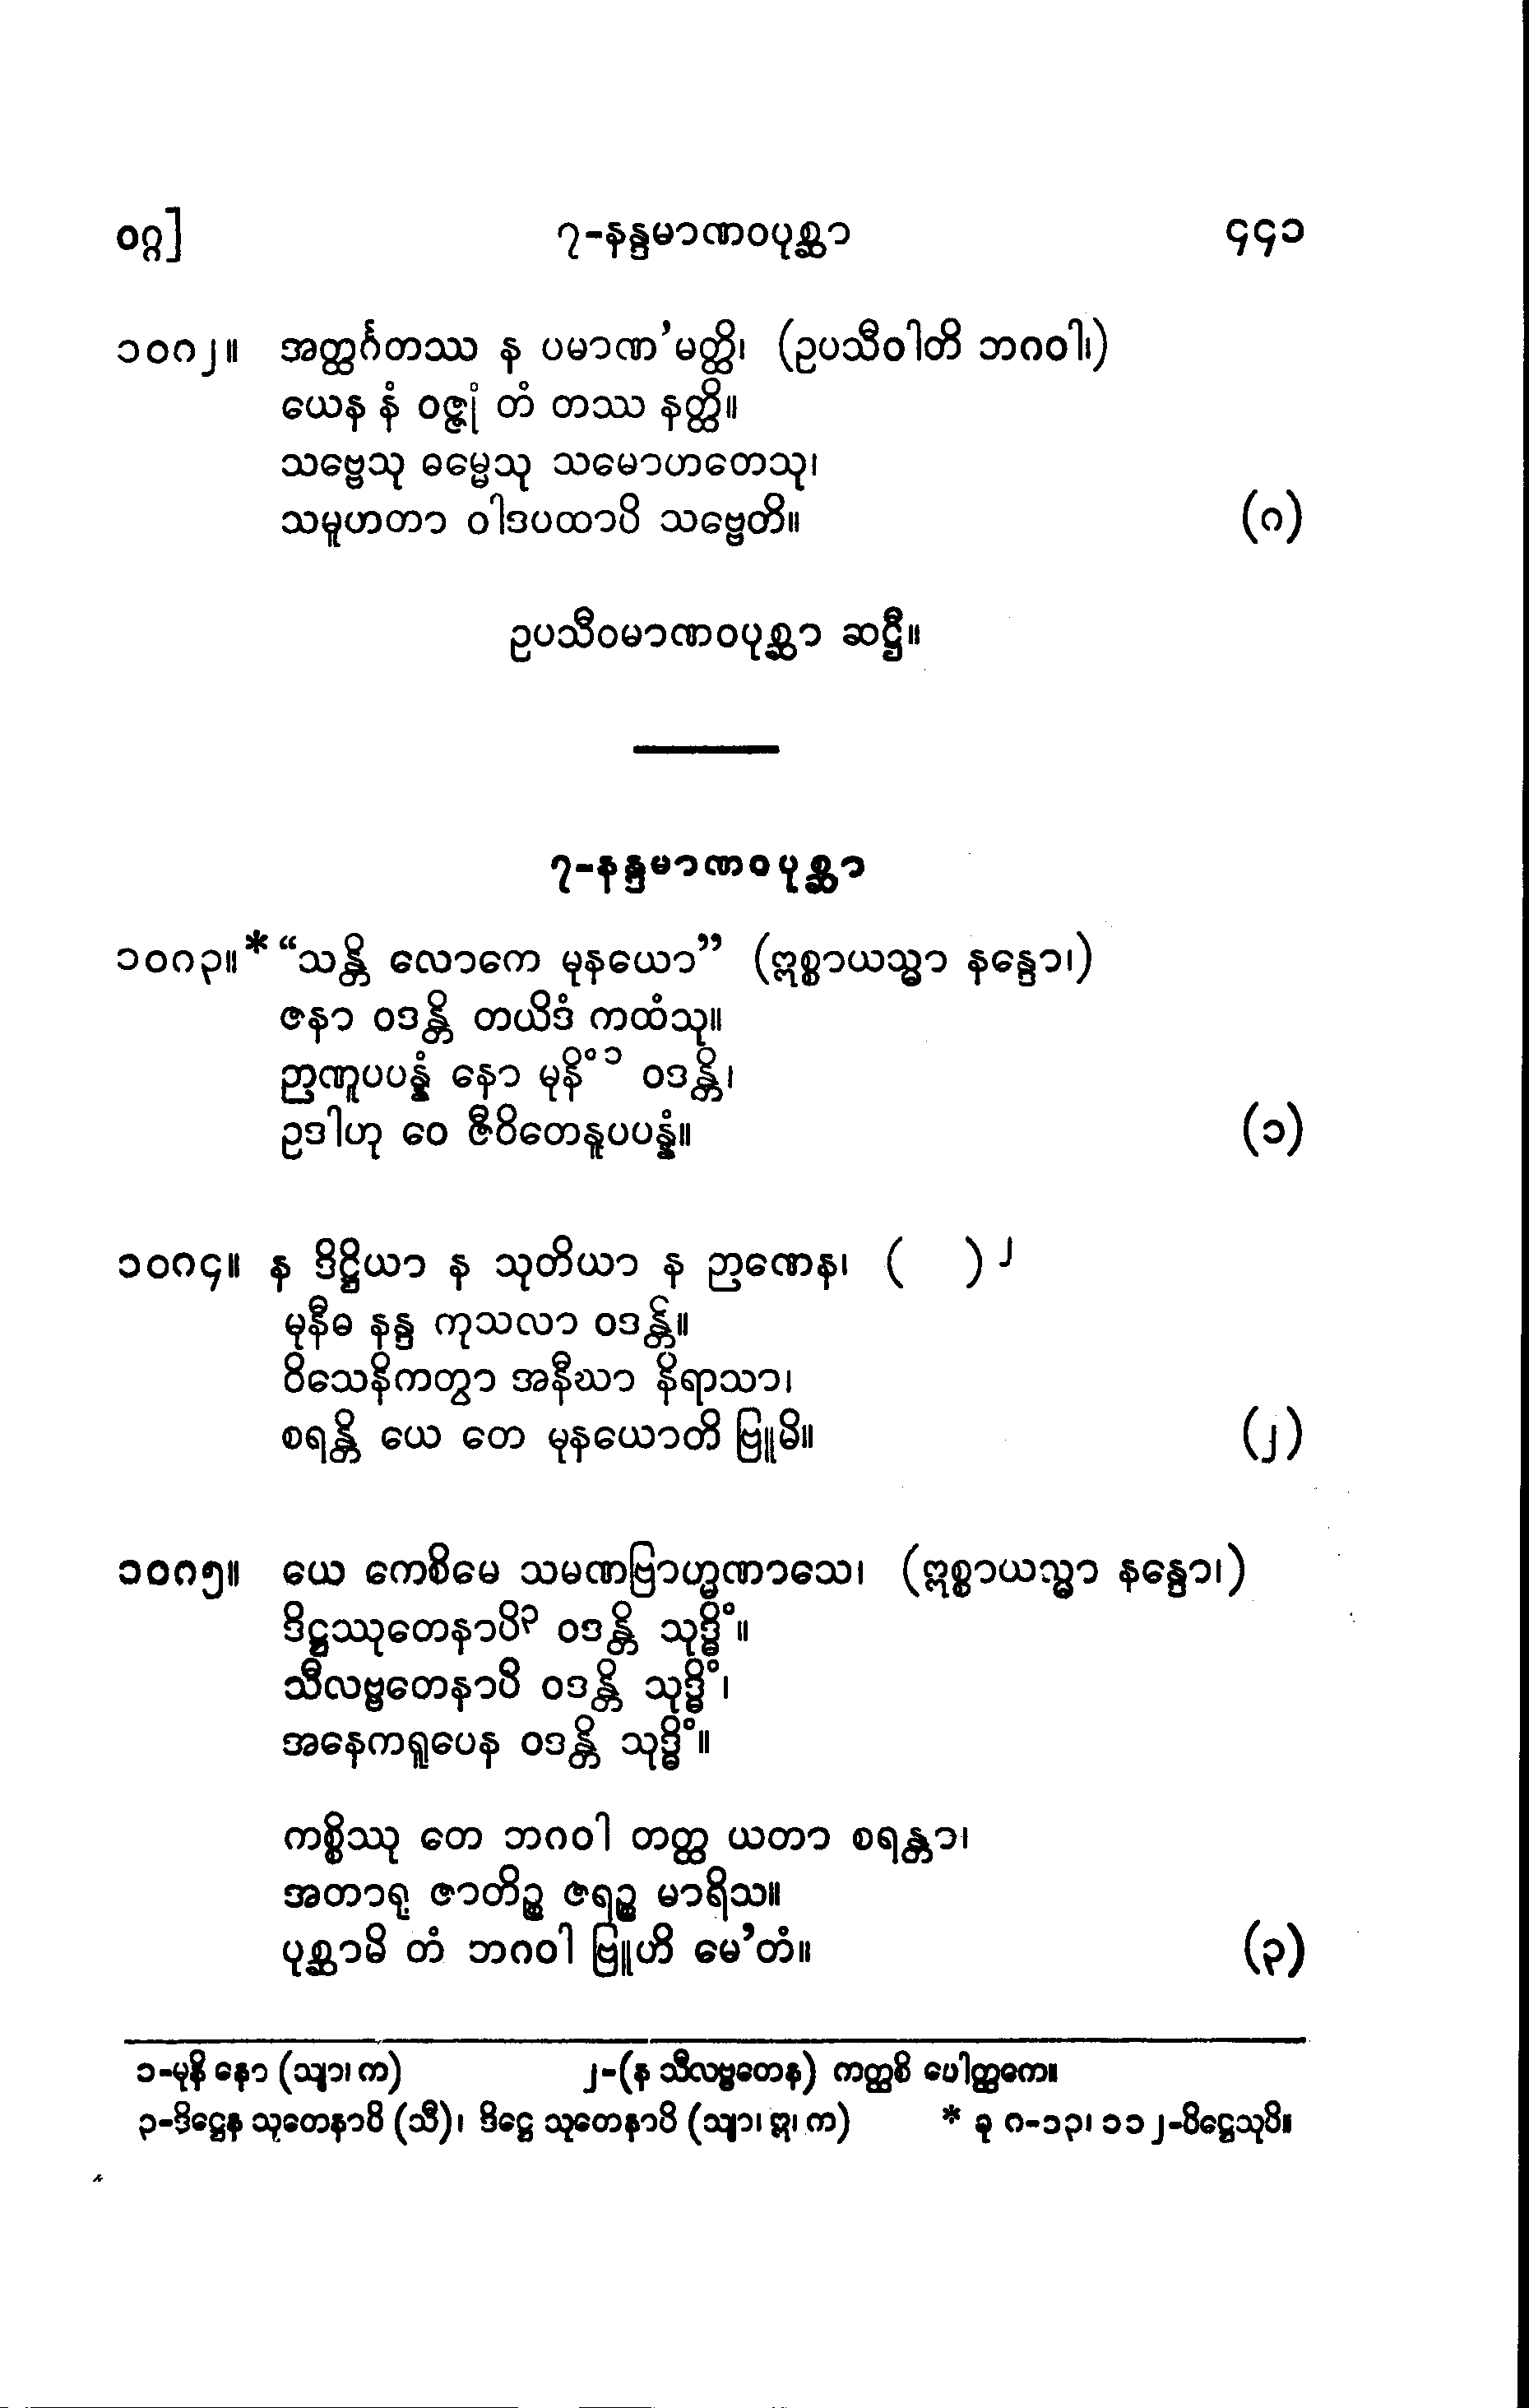 ဝဂ္ဂ] ၇-နန္ဒမာဏဝပုစ္ဆာ ၄၄၁
၁၀၈၂။ အတ္ထင်္ဂတဿ န ပမာဏ’မတ္ထိ၊ (ဥပသီဝါတိ ဘဂဝါ၊)
ယေန နံ ဝဇ္ဇုံ တံ တဿ နတ္ထိ။
သဗ္ဗေသု ဓမ္မေသု သမောဟတေသု၊
သမူဟတာ ဝါဒပထာပိ သဗ္ဗေတိ။ (၈)
ဥပသီဝမာဏဝပုစ္ဆာ ဆဋ္ဌီ။
၇-နန္ဒမာဏဝပုစ္ဆာ
၁၀၈၃။* “သန္တိ လောကေ မုနယော” (ဣစ္စာယသ္မာ နန္ဒော၊)
ဇနာ ဝဒန္တိ တယိဒံ ကထံသု။
ဉာဏူပပန္နံ နော မုနိံ ၁ ဝဒန္တိ၊
ဥဒါဟု ဝေ ဇီဝိတေနူပပန္နံ။ (၁)
၁၀၈၄။ န ဒိဋ္ဌိယာ န သုတိယာ န ဉာဏေန၊ ( ) ၂
မုနီဓ နန္ဒ ကုသလာ ဝဒန္တိ။
ဝိသေနိကတွာ အနီဃာ နိရာသာ၊
စရန္တိ ယေ တေ မုနယောတိ ဗြူမိ။ (၂)
၁၀၈၅။ ယေ ကေစိမေ သမဏဗြာဟ္မဏာသေ၊ (ဣစ္စာယသ္မာ နန္ဒော၊)
ဒိဋ္ဌဿုတေနာပိ၃ ဝဒန္တိ သုဒ္ဓိံ။
သီလဗ္ဗတေနာပိ ဝဒန္တိ သုဒ္ဓိံ၊
အနေကရူပေန ဝဒန္တိ သုဒ္ဓိံ။
ကစ္စိဿု တေ ဘဂဝါ တတ္ထ ယတာ စရန္တာ၊
အတာရု ဇာတိဉ္စ ဇရဉ္စ မာရိသ။
ပုစ္ဆာမိ တံ ဘဂဝါ ဗြူဟိ မေ’တံ။ (၃)
၁-မုနိ နော (သျာ၊ က) ၂-(န သီလဗ္ဗတေန) ကတ္ထစိ ပေါတ္ထကေ။
၃-ဒိဋ္ဌေန သုတေနာပိ (သီ)၊ ဒိဋ္ဌေ သုတေနာပိ (သျာ၊ ဣ၊ က) * ခု ၈-၁၃၊ ၁၁၂-ပိဋ္ဌေသုပိ။